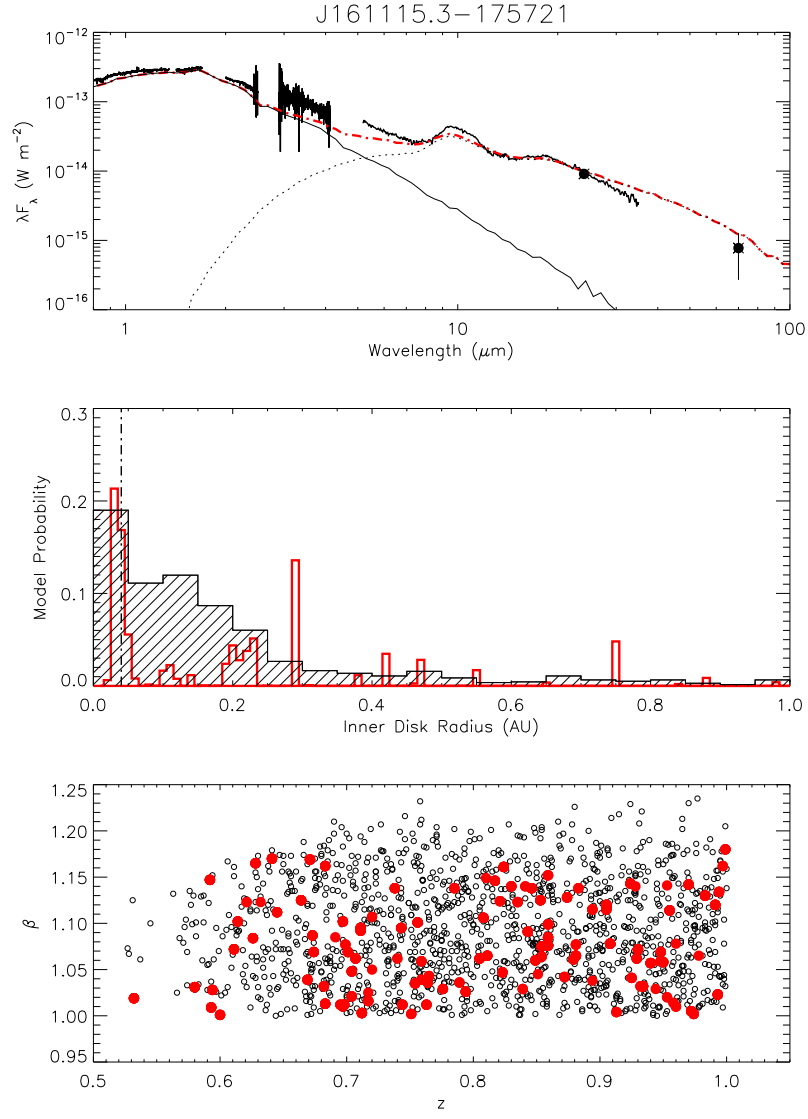 J161115.3−175721
10⁻¹²
10⁻¹³
10⁻¹⁴
10⁻¹⁵
10⁻¹⁶
λF_λ (W m⁻²)
1 10 100
Wavelength (μm)
0.3
0.2
0.1
0.0
Model Probability
0.0 0.2 0.4 0.6 0.8 1.0
Inner Disk Radius (AU)
1.25
1.20
1.15
1.10
1.05
1.00
0.95
β
0.5 0.6 0.7 0.8 0.9 1.0
z